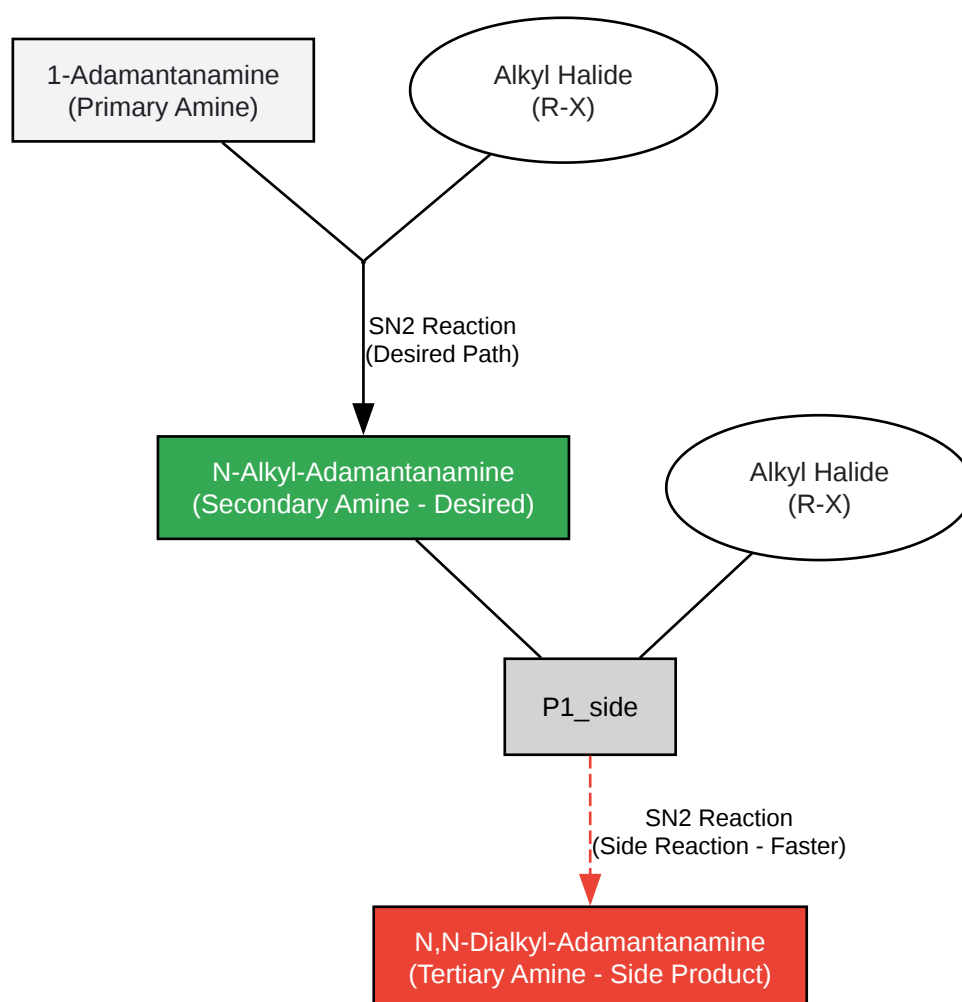 1-Adamantanamine
(Primary Amine)
Alkyl Halide
(R-X)
SN2 Reaction
(Desired Path)
N-Alkyl-Adamantanamine
(Secondary Amine - Desired)
Alkyl Halide
(R-X)
P1_side
SN2 Reaction
(Side Reaction - Faster)
N,N-Dialkyl-Adamantanamine
(Tertiary Amine - Side Product)